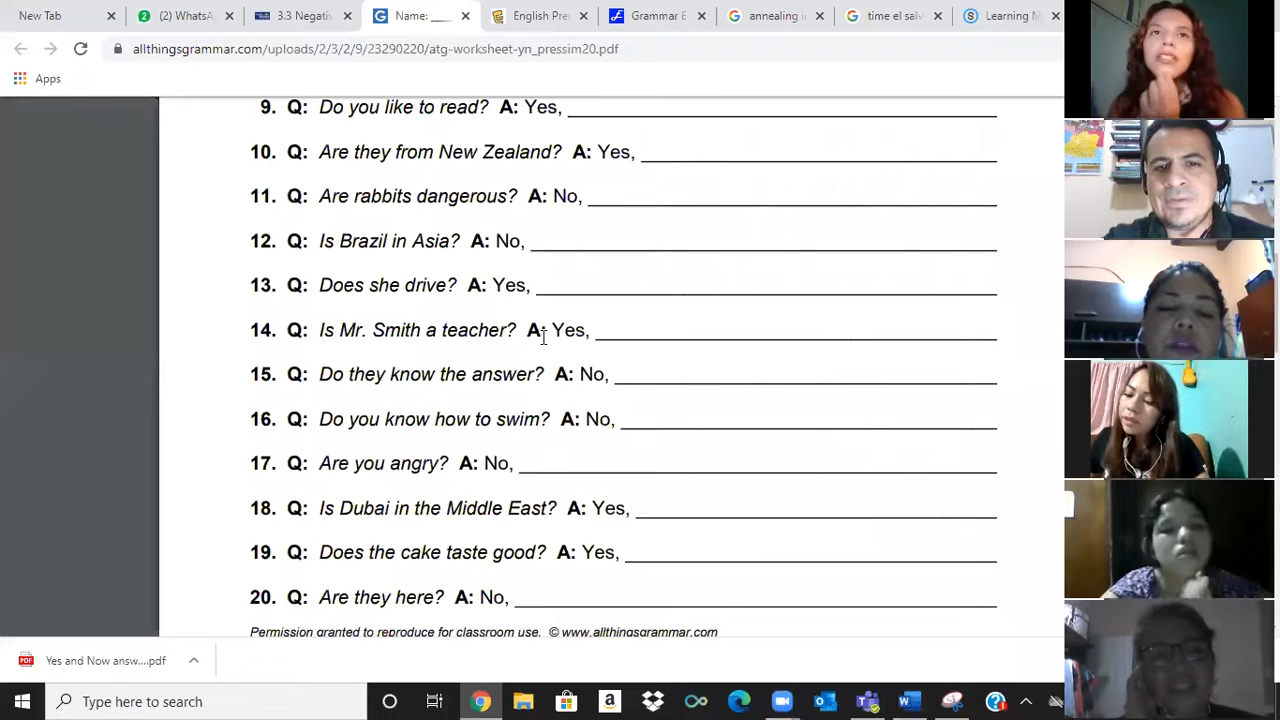 New Tab
(2) WhatsA
3.3 Negativ
Name: ____
English Pre
Grammar E
annealing i
time el salv
Learning M
allthingsgrammar.com/uploads/2/3/2/9/23290220/atg-worksheet-yn_pressim20.pdf
Apps
9. Q: Do you like to read? A: Yes,
0. Q: Are they from New Zealand? A: Yes,
11. Q: Are rabbits dangerous? A: No,
12. Q: Is Brazil in Asia? A: No,
13. Q: Does she drive? A: Yes,
14. Q: Is Mr. Smith a teacher? A: Yes,
15. Q: Do they know the answer? A: No,
16. Q: Do you know how to swim? A: No,
17. Q: Are you angry? A: No,
18. Q: Is Dubai in the Middle East? A: Yes,
19. Q: Does the cake taste good? A: Yes,
20. Q: Are they here? A: No,
Permission granted to reproduce for classroom use. © www.allthingsgrammar.com
PDF
Yes and Now answ....pdf
Type here to search